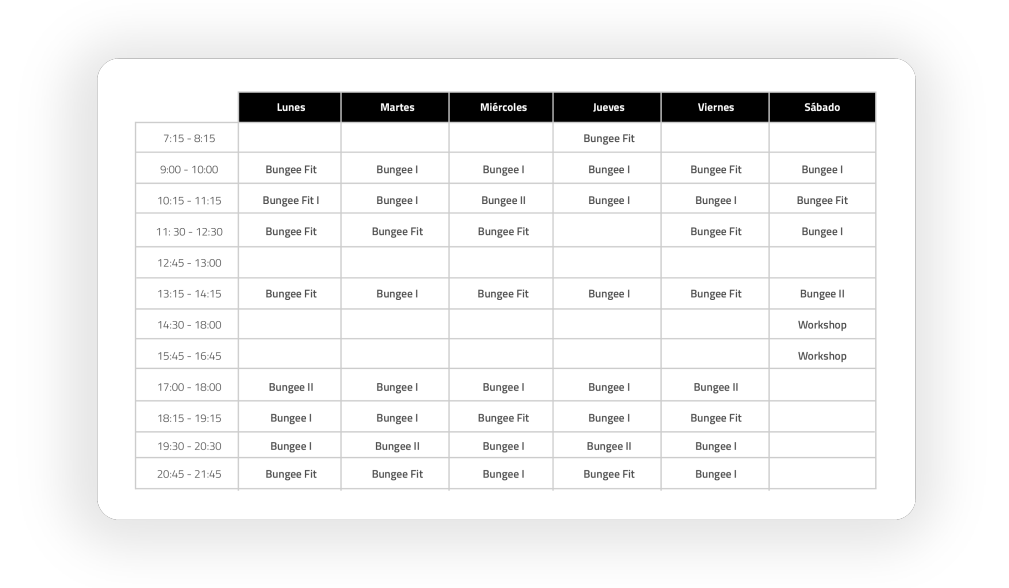 Lunes Martes Miércoles Jueves Viernes Sábado
7:15 - 8:15 Bungee Fit
9:00 - 10:00 Bungee Fit Bungee I Bungee I Bungee I Bungee Fit Bungee I
10:15 - 11:15 Bungee Fit I Bungee I Bungee II Bungee I Bungee I Bungee Fit
11: 30 - 12:30 Bungee Fit Bungee Fit Bungee Fit Bungee Fit Bungee I
12:45 - 13:00
13:15 - 14:15 Bungee Fit Bungee I Bungee Fit Bungee I Bungee Fit Bungee II
14:30 - 18:00 Workshop
15:45 - 16:45 Workshop
17:00 - 18:00 Bungee II Bungee I Bungee I Bungee I Bungee II
18:15 - 19:15 Bungee I Bungee I Bungee Fit Bungee I Bungee Fit
19:30 - 20:30 Bungee I Bungee II Bungee I Bungee II Bungee I
20:45 - 21:45 Bungee Fit Bungee Fit Bungee I Bungee Fit Bungee I